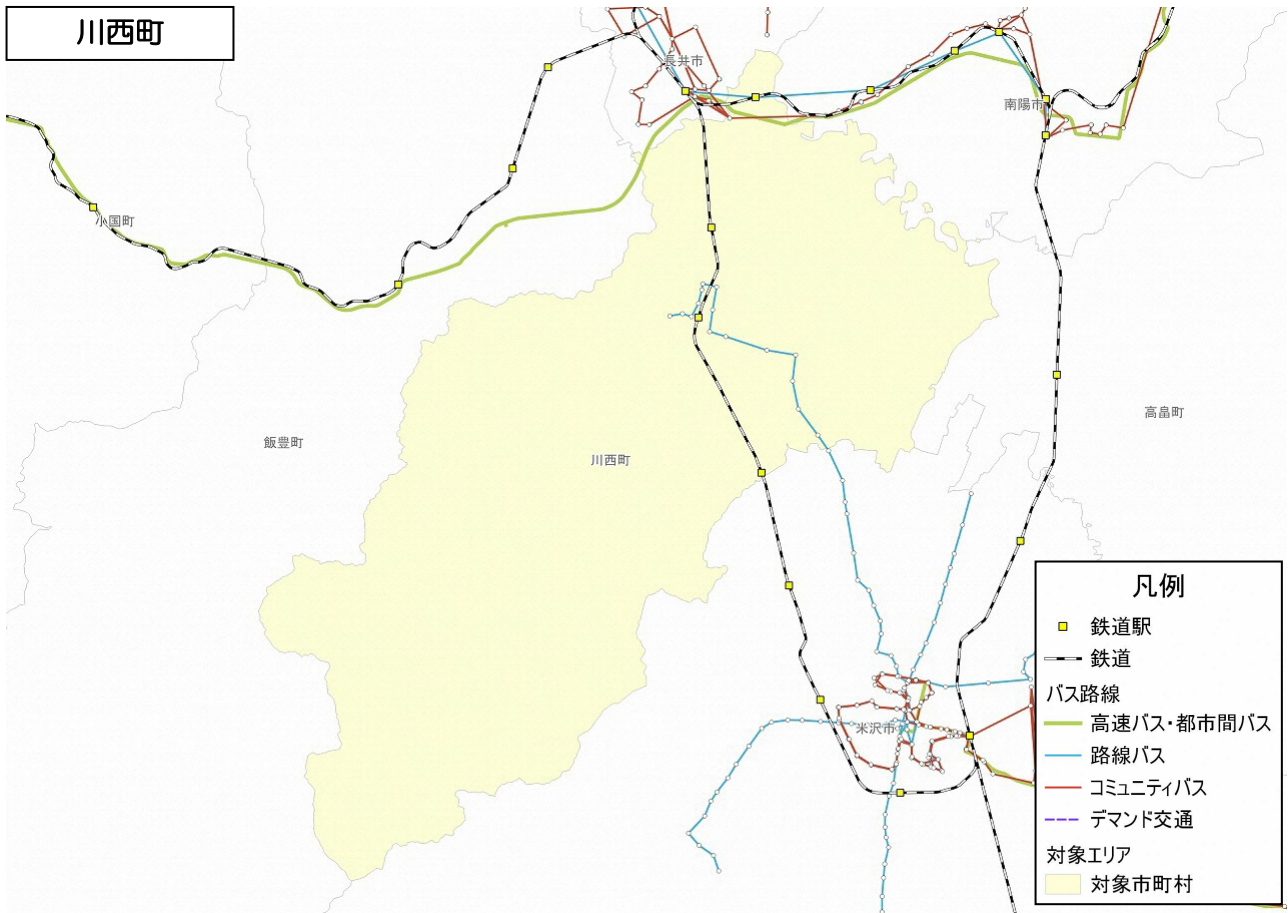 川西町
長井市
南陽市
小国町
高畠町
飯豊町
川西町
米沢市
凡例
鉄道駅
鉄道
バス路線
高速バス・都市間バス
路線バス
コミュニティバス
デマンド交通
対象エリア
対象市町村